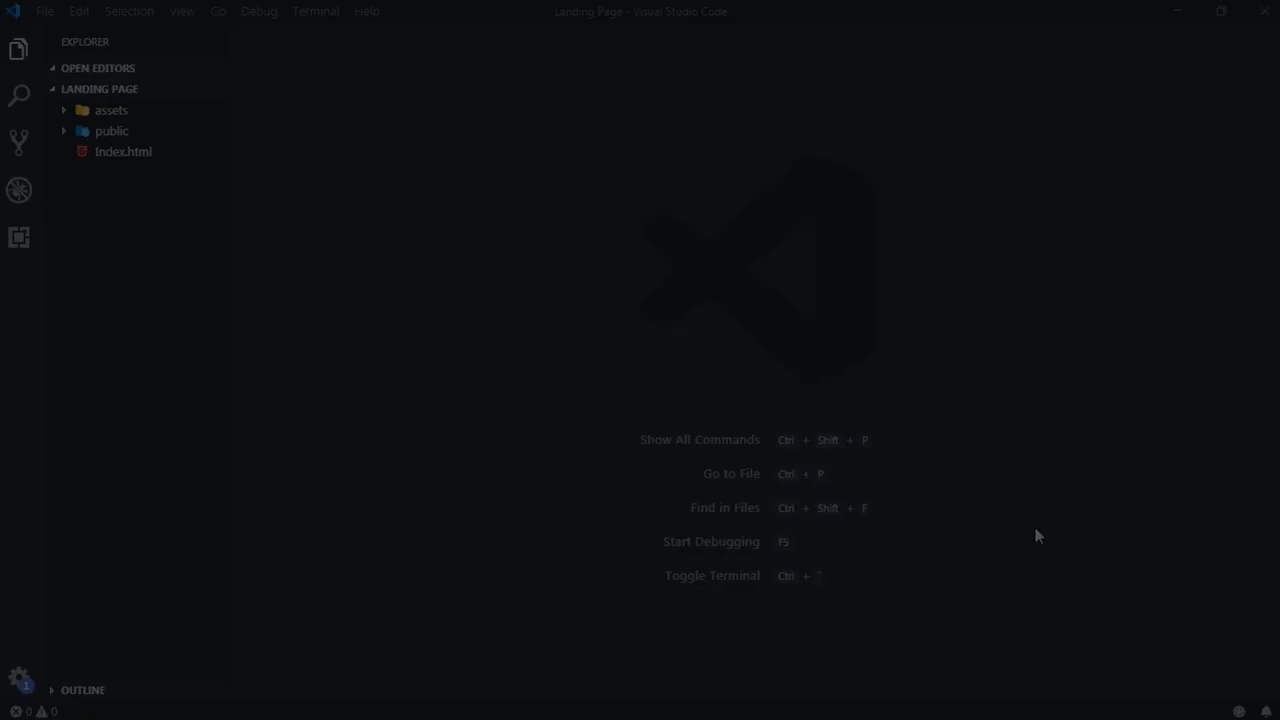 File Edit Selection View Go Debug Terminal Help Landing Page - Visual Studio Code
EXPLORER
OPEN EDITORS
LANDING PAGE
assets
public
Index.html
Show All Commands Ctrl + Shift + P
Go to File Ctrl + P
Find in Files Ctrl + Shift + F
Start Debugging F5
Toggle Terminal Ctrl + `
1
OUTLINE
0 0